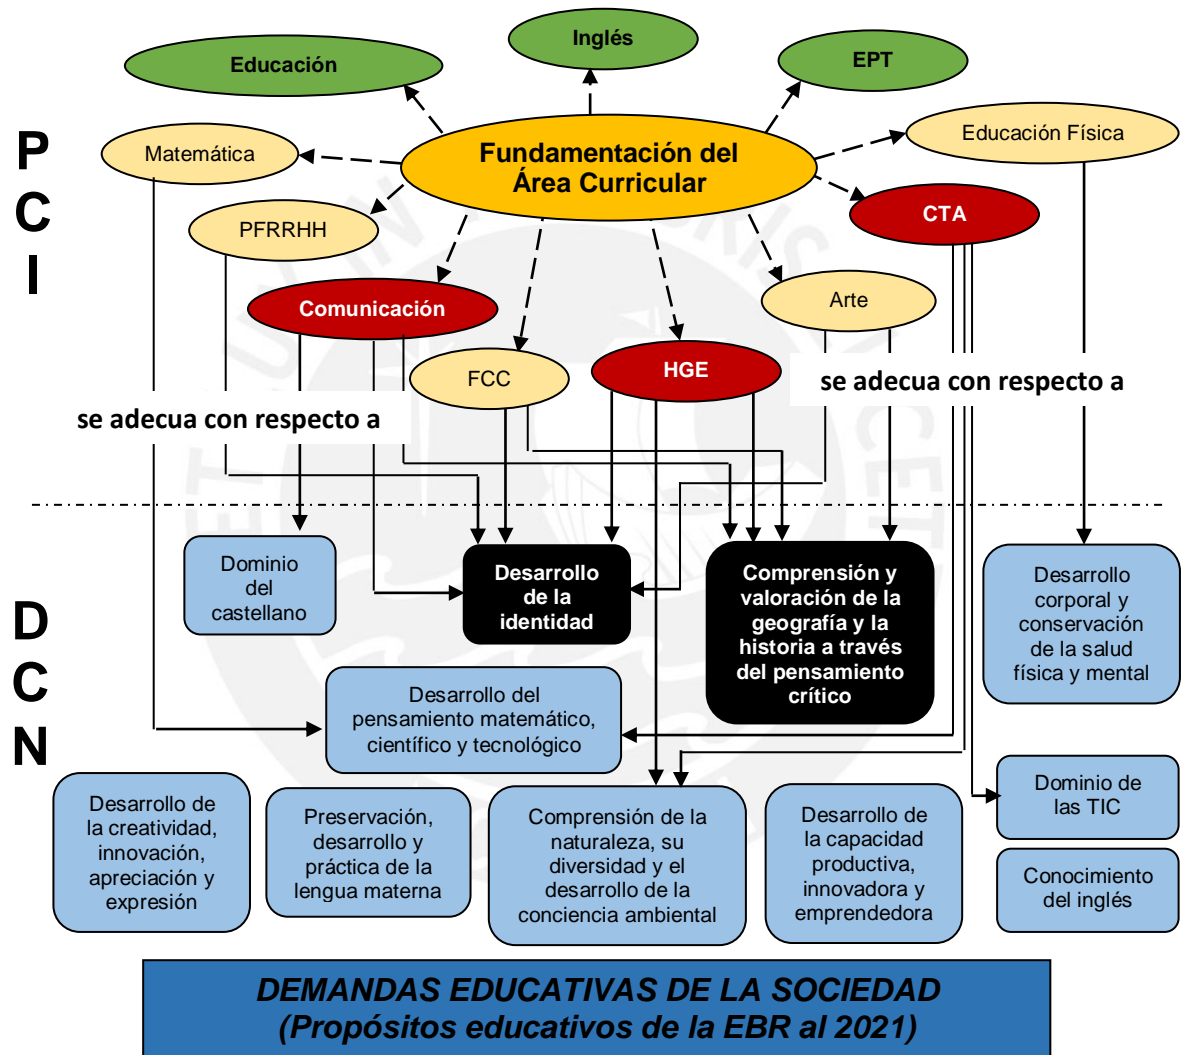 Inglés
Educación
EPT
P
C
I
Matemática
Fundamentación del
Área Curricular
Educación Física
PFRRHH
CTA
Comunicación
Arte
FCC
HGE
se adecua con respecto a
se adecua con respecto a
D
C
N
Dominio
del
castellano
Desarrollo
de la
identidad
Comprensión y
valoración de la
geografía y la
historia a través
del pensamiento
crítico
Desarrollo
corporal y
conservación
de la salud
física y mental
Desarrollo del
pensamiento matemático,
científico y tecnológico
Desarrollo de
la creatividad,
innovación,
apreciación y
expresión
Preservación,
desarrollo y
práctica de la
lengua materna
Comprensión de la
naturaleza, su
diversidad y el
desarrollo de la
conciencia ambiental
Desarrollo de
la capacidad
productiva,
innovadora y
emprendedora
Dominio de
las TIC
Conocimiento
del inglés
DEMANDAS EDUCATIVAS DE LA SOCIEDAD
(Propósitos educativos de la EBR al 2021)